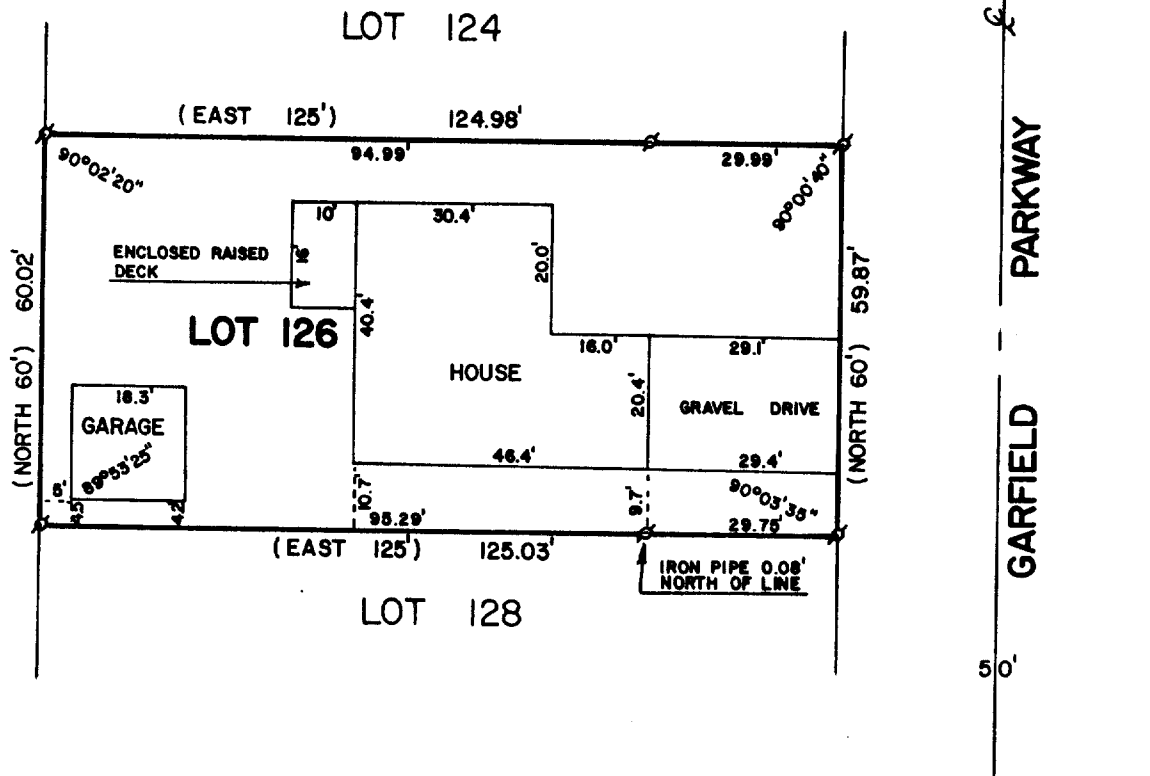 LOT 124
(EAST 125') 124.98'
94.99' 29.99'
90°02'20"
90°00'40"
10' 30.4'
16'
20.0'
ENCLOSED RAISED
DECK
40.4'
LOT 126
60.02'
(NORTH 60')
59.87'
(NORTH 60')
16.0' 29.1'
HOUSE
20.4'
GRAVEL DRIVE
18.3'
GARAGE
89°53'25"
5'
4.5
4.2
46.4' 29.4'
10.7'
9.7'
90°03'35"
95.29' 29.75'
(EAST 125') 125.03'
IRON PIPE 0.08'
NORTH OF LINE
LOT 128
GARFIELD PARKWAY
50'